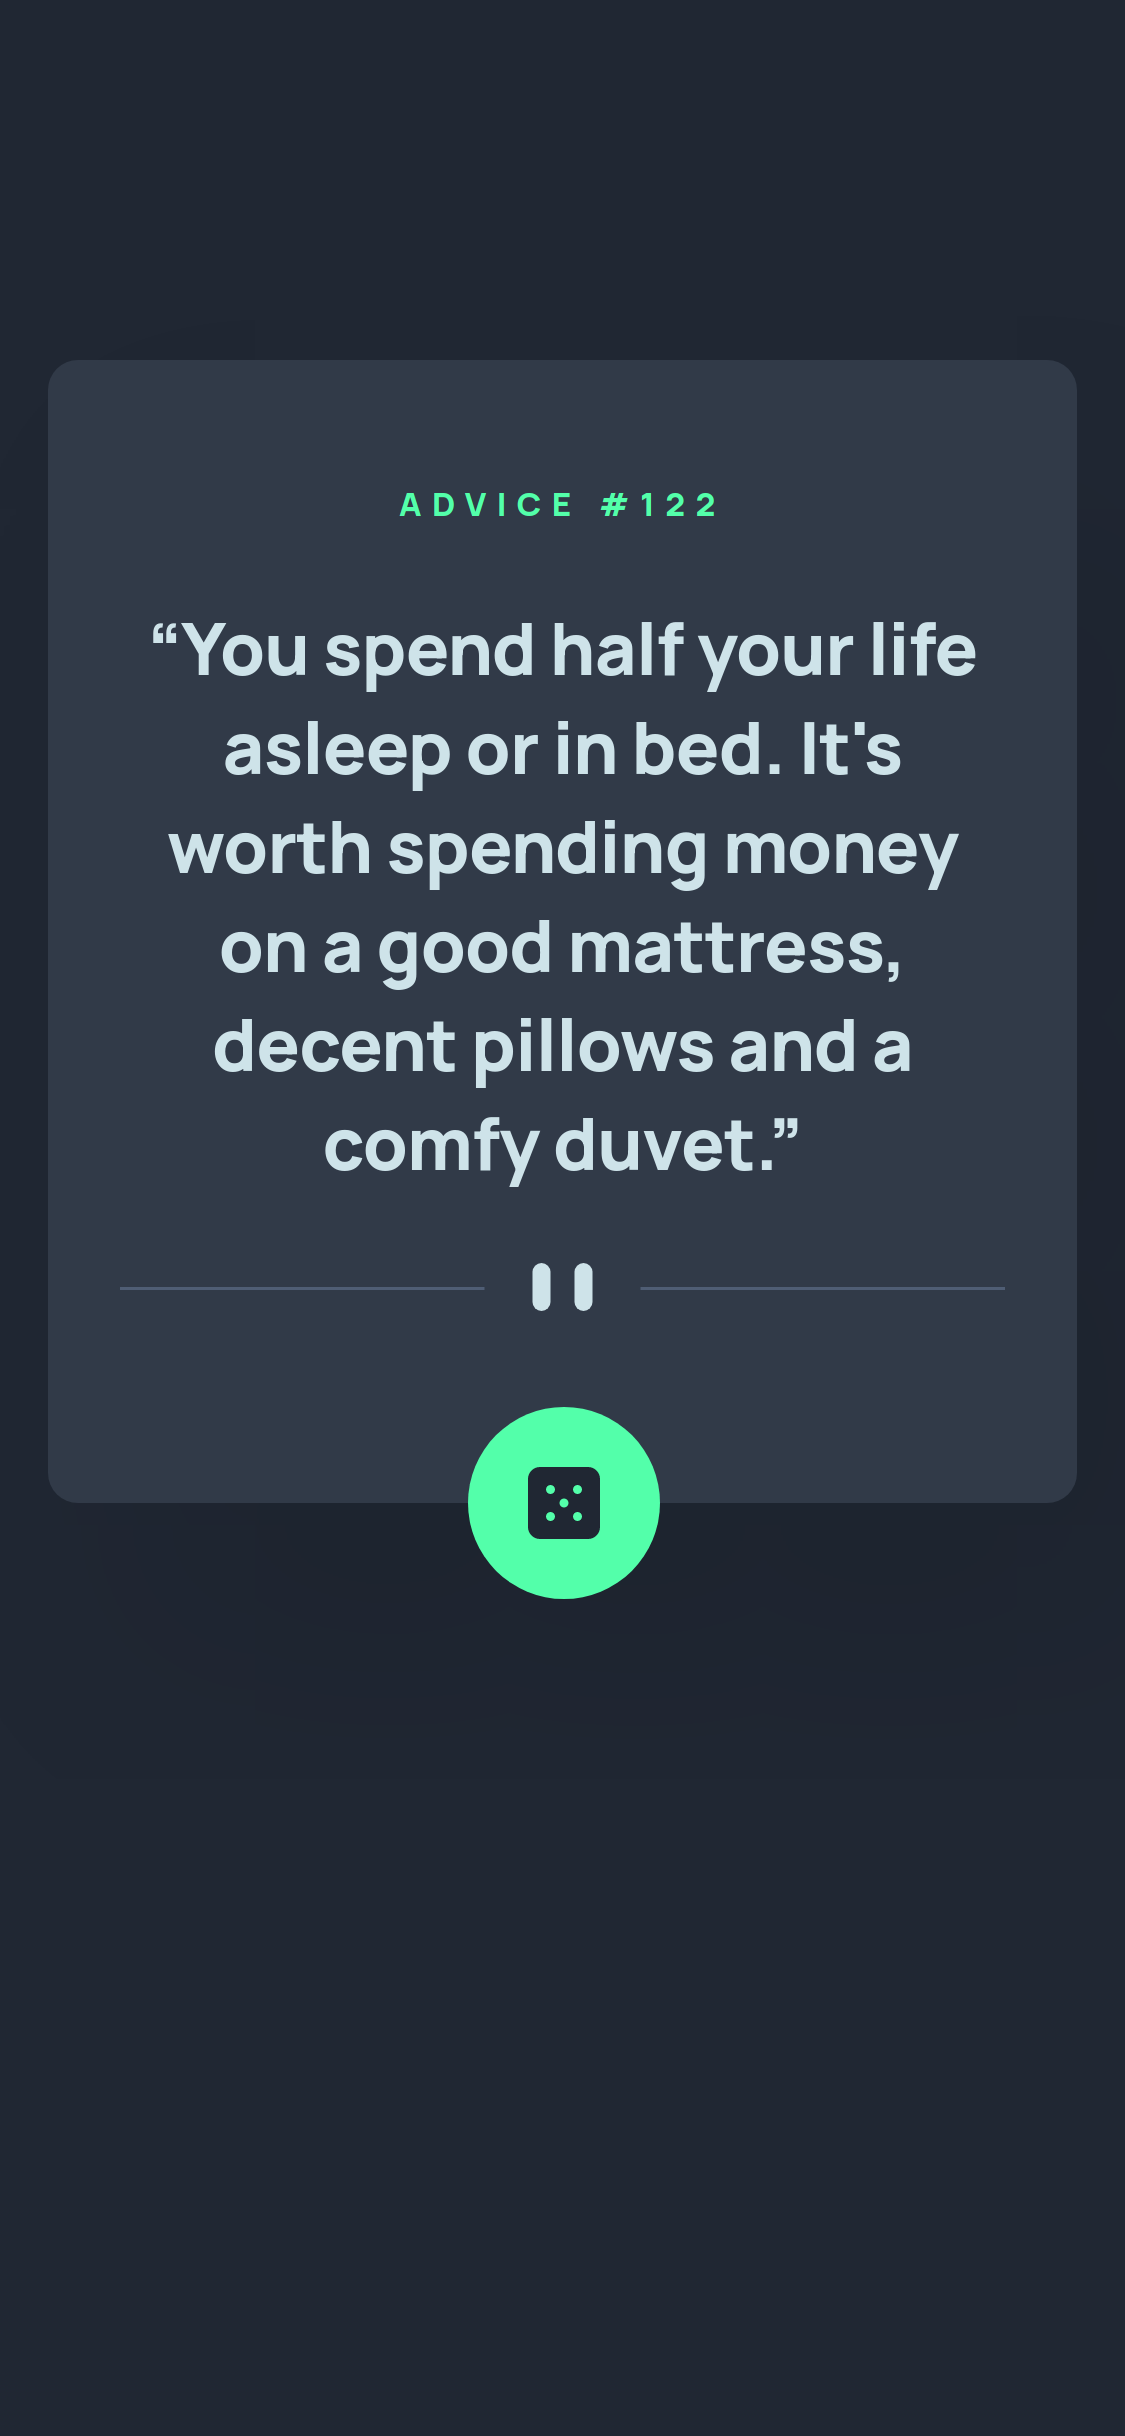 ADVICE #122
“You spend half your life
asleep or in bed. It's
worth spending money
on a good mattress,
decent pillows and a
comfy duvet.”